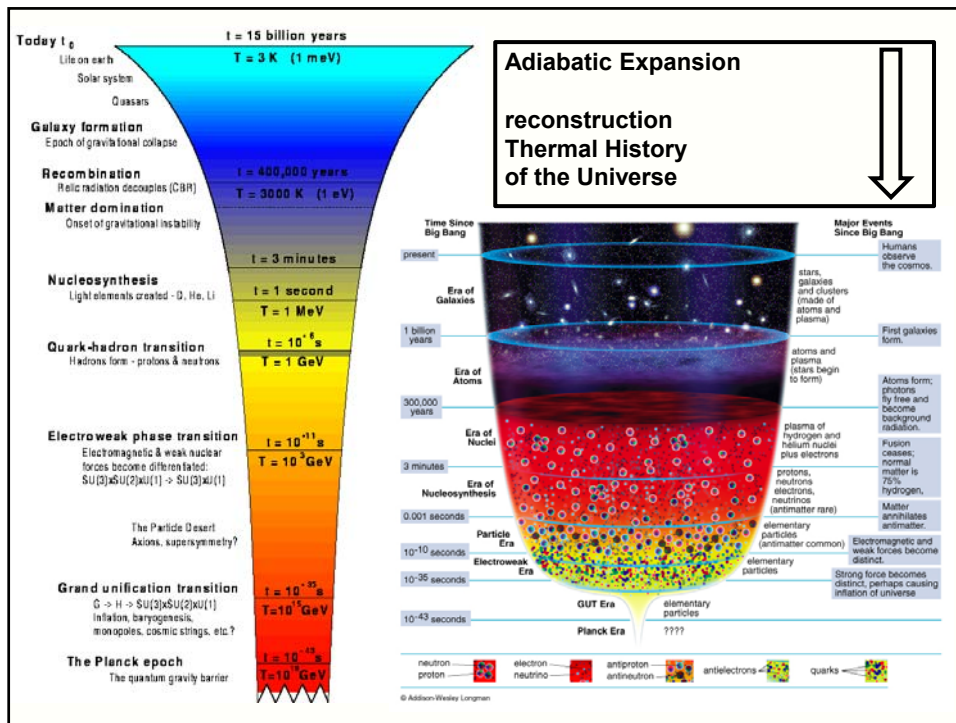 Today t₀
t = 15 billion years
Life on earth
T = 3 K (1 meV)
Solar system
Quasars
Galaxy formation
Epoch of gravitational collapse
Recombination
t = 400,000 years
Relic radiation decouples (CBR)
T = 3000 K (1 eV)
Matter domination
Onset of gravitational instability
t = 3 minutes
Nucleosynthesis
Light elements created - D, He, Li
t = 1 second
T = 1 MeV
Quark-hadron transition
t = 10⁻⁶s
Hadrons form - protons & neutrons
T = 1 GeV
Electroweak phase transition
t = 10⁻¹¹s
Electromagnetic & weak nuclear
T = 10³GeV
forces become differentiated:
SU(3)xSU(2)xU(1) -> SU(3)xU(1)
The Particle Desert
Axions, supersymmetry?
Grand unification transition
t = 10⁻³⁵s
G -> H -> SU(3)xSU(2)xU(1)
T=10¹⁵GeV
Inflation, baryogenesis,
monopoles, cosmic strings, etc.?
The Planck epoch
t = 10⁻⁴³s
The quantum gravity barrier
T=10¹⁹GeV
Adiabatic Expansion
reconstruction
Thermal History
of the Universe
Time Since
Big Bang
Major Events
Since Big Bang
present
Humans
observe
the cosmos.
Era of
Galaxies
stars,
galaxies
and clusters
(made of
atoms and
plasma)
1 billion
years
First galaxies
form.
Era of
Atoms
atoms and
plasma
(stars begin
to form)
300,000
years
Atoms form;
photons
fly free and
become
background
radiation.
Era of
Nuclei
plasma of
hydrogen and
helium nuclei
plus electrons
3 minutes
Fusion
ceases;
normal
matter is
75%
hydrogen,
Era of
Nucleosynthesis
protons,
neutrons
electrons,
neutrinos
(antimatter rare)
0.001 seconds
Matter
annihilates
antimatter.
Particle
Era
elementary
particles
(antimatter common)
10⁻¹⁰ seconds
Electromagnetic and
weak forces become
distinct.
Electroweak
Era
elementary
particles
10⁻³⁵ seconds
Strong force becomes
distinct, perhaps causing
inflation of universe
GUT Era
elementary
particles
10⁻⁴³ seconds
Planck Era
????
neutron
proton
electron
neutrino
antiproton
antineutron
antielectrons
quarks
© Addison-Wesley Longman